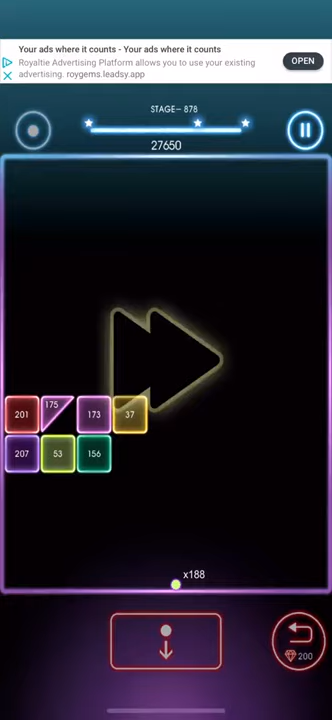 Your ads where it counts - Your ads where it counts
Royaltie Advertising Platform allows you to use your existing
advertising. roygems.leadsy.app
OPEN
STAGE- 878
27650
201
175
173
37
207
53
156
x188
200